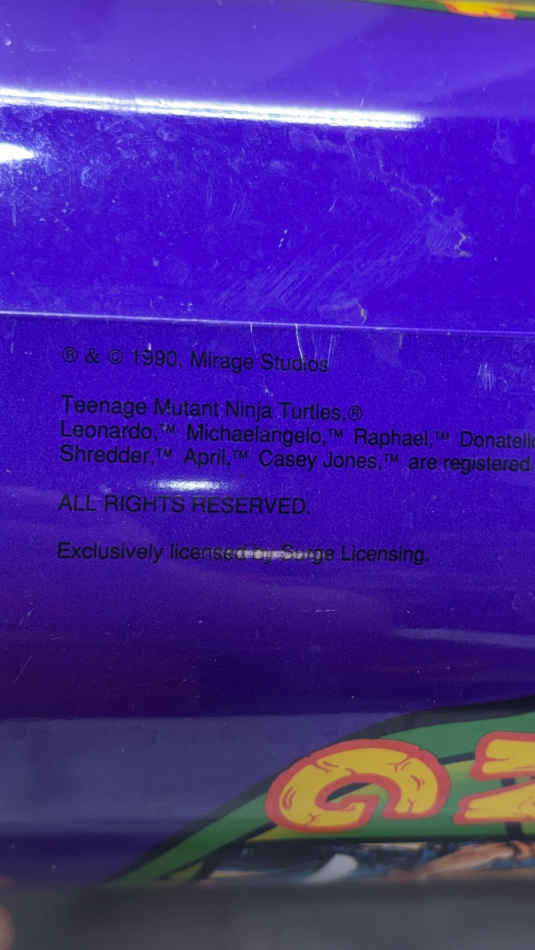 ® & © 1990, Mirage Studios
Teenage Mutant Ninja Turtles,®
Leonardo,™ Michaelangelo,™ Raphael,™ Donatello
Shredder,™ April,™ Casey Jones,™ are registered
ALL RIGHTS RESERVED.
Exclusively licensed by Surge Licensing.